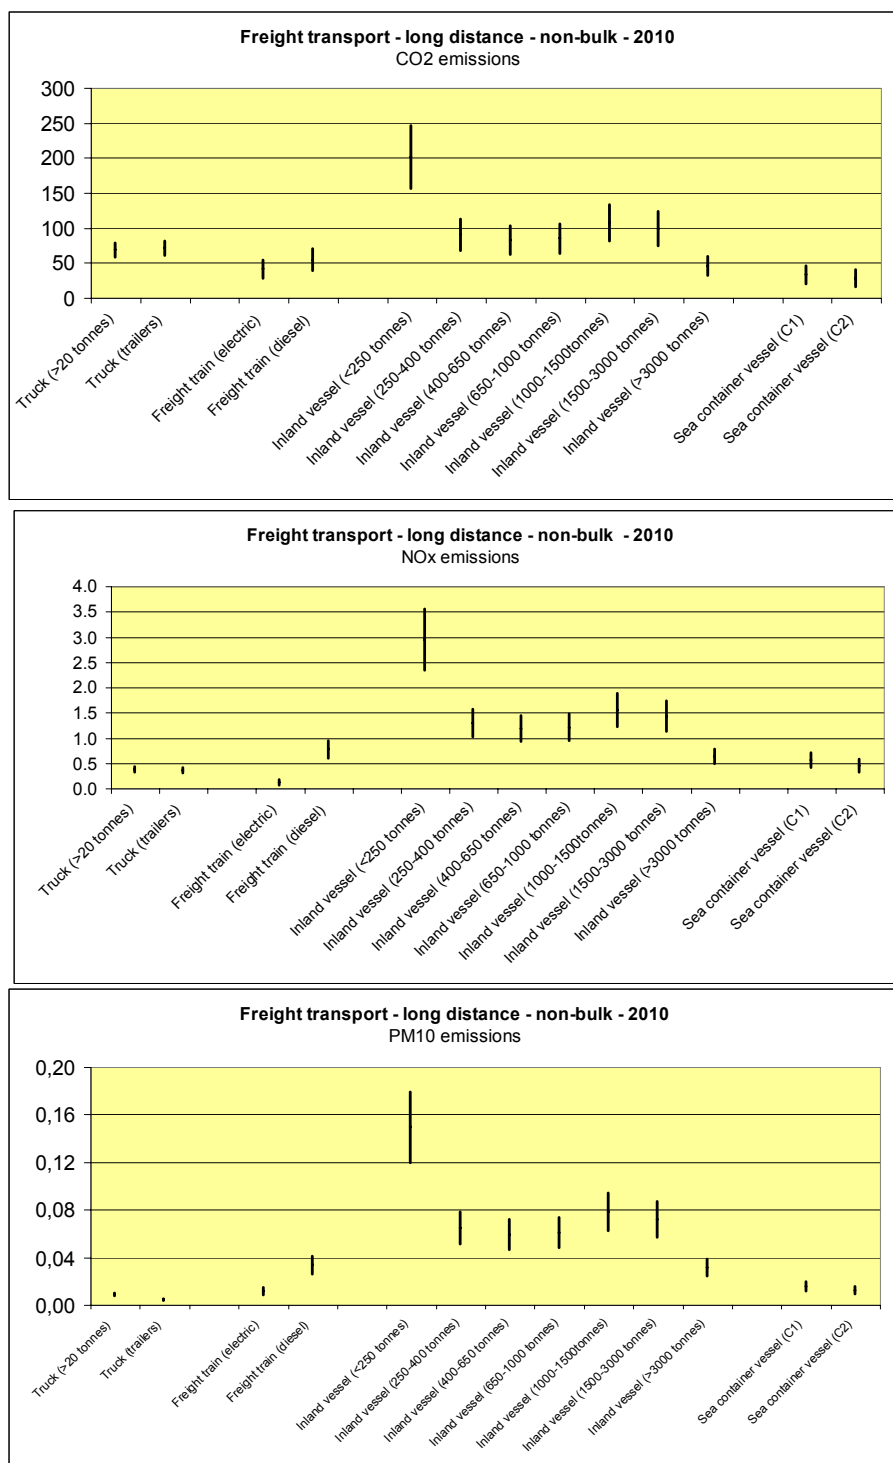 Freight transport - long distance - non-bulk - 2010
CO2 emissions
300
250
200
150
100
50
0
Truck (>20 tonnes)
Truck (trailers)
Freight train (electric)
Freight train (diesel)
Inland vessel (<250 tonnes)
Inland vessel (250-400 tonnes)
Inland vessel (400-650 tonnes)
Inland vessel (650-1000 tonnes)
Inland vessel (1000-1500tonnes)
Inland vessel (1500-3000 tonnes)
Inland vessel (>3000 tonnes)
Sea container vessel (C1)
Sea container vessel (C2)
Freight transport - long distance - non-bulk - 2010
NOx emissions
4.0
3.5
3.0
2.5
2.0
1.5
1.0
0.5
0.0
Truck (>20 tonnes)
Truck (trailers)
Freight train (electric)
Freight train (diesel)
Inland vessel (<250 tonnes)
Inland vessel (250-400 tonnes)
Inland vessel (400-650 tonnes)
Inland vessel (650-1000 tonnes)
Inland vessel (1000-1500tonnes)
Inland vessel (1500-3000 tonnes)
Inland vessel (>3000 tonnes)
Sea container vessel (C1)
Sea container vessel (C2)
Freight transport - long distance - non-bulk - 2010
PM10 emissions
0,20
0,16
0,12
0,08
0,04
0,00
Truck (>20 tonnes)
Truck (trailers)
Freight train (electric)
Freight train (diesel)
Inland vessel (<250 tonnes)
Inland vessel (250-400 tonnes)
Inland vessel (400-650 tonnes)
Inland vessel (650-1000 tonnes)
Inland vessel (1000-1500tonnes)
Inland vessel (1500-3000 tonnes)
Inland vessel (>3000 tonnes)
Sea container vessel (C1)
Sea container vessel (C2)